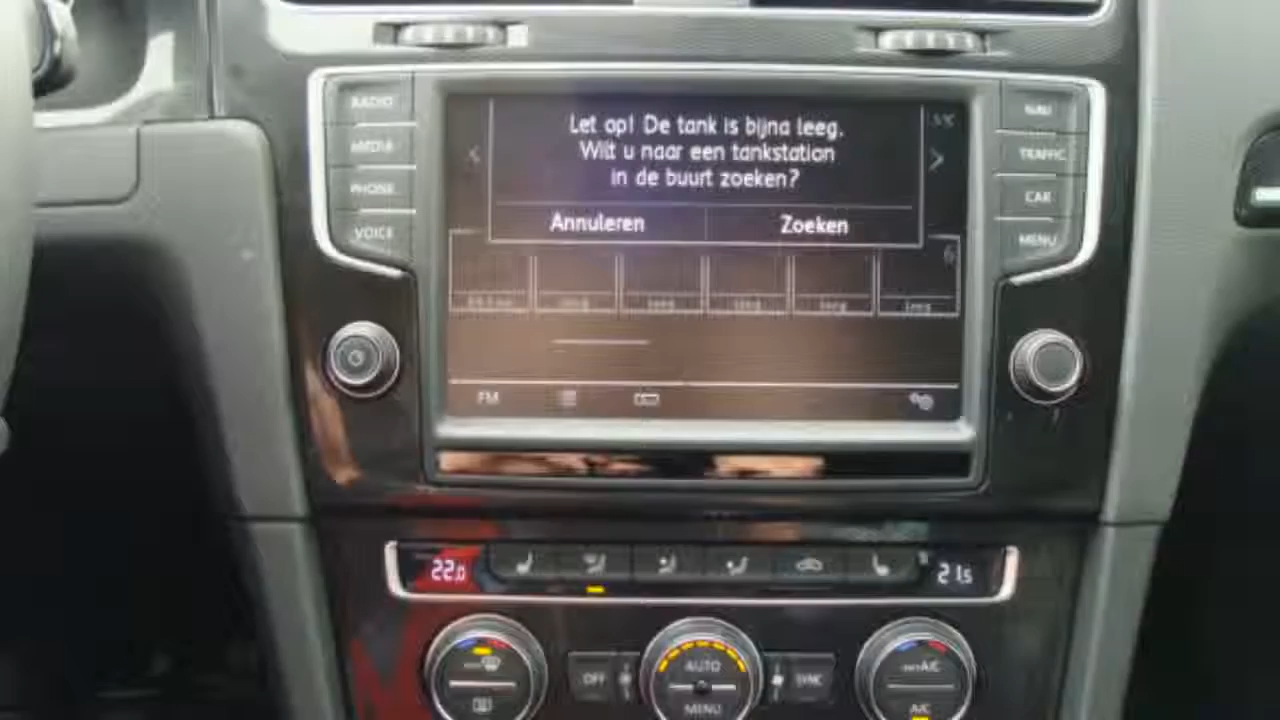 RADIO
MEDIA
PHONE
VOICE
Let op! De tank is bijna leeg.
Wilt u naar een tankstation
in de buurt zoeken?
Annuleren
Zoeken
NAV
TRAFFIC
CAR
MENU
FM
22.0
21.5
OFF
AUTO
MENU
SYNC
A/C